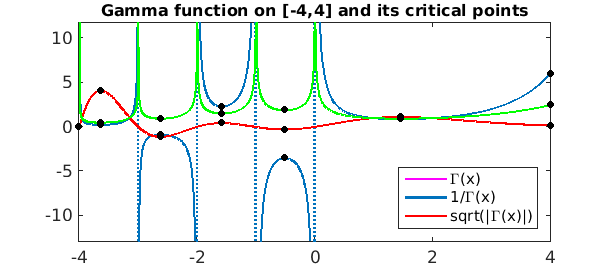 Gamma function on [-4,4] and its critical points
10
5
0
-5
-10
Γ(x)
1/Γ(x)
sqrt(|Γ(x)|)
-4 -2 0 2 4